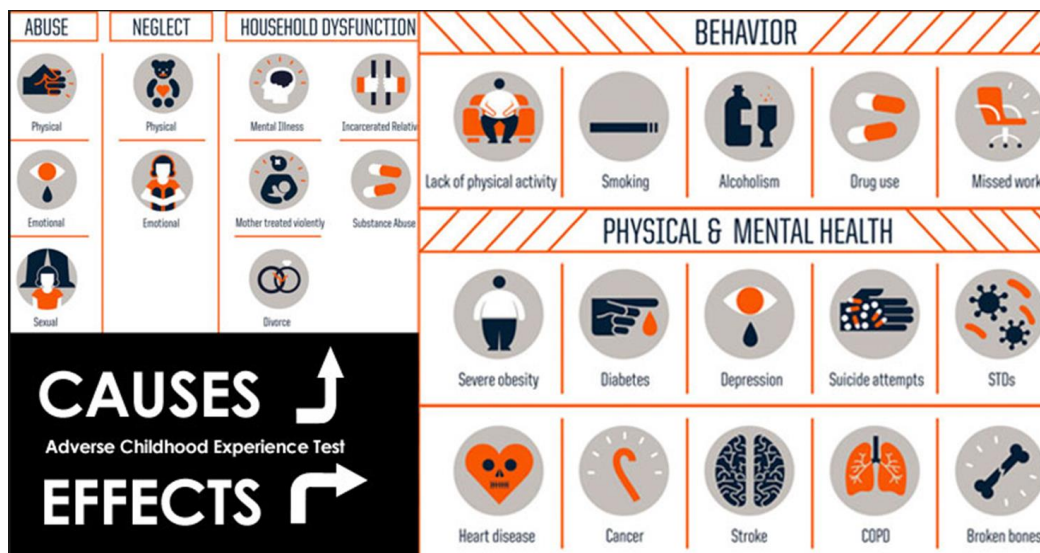 ABUSE
NEGLECT
HOUSEHOLD DYSFUNCTION
Physical
Physical
Mental Illness
Incarcerated Relativ
Emotional
Emotional
Mother treated violently
Substance Abuse
Sexual
Divorce
CAUSES
Adverse Childhood Experience Test
EFFECTS
BEHAVIOR
Lack of physical activity
Smoking
Alcoholism
Drug use
Missed work
PHYSICAL & MENTAL HEALTH
Severe obesity
Diabetes
Depression
Suicide attempts
STDs
Heart disease
Cancer
Stroke
COPD
Broken bones